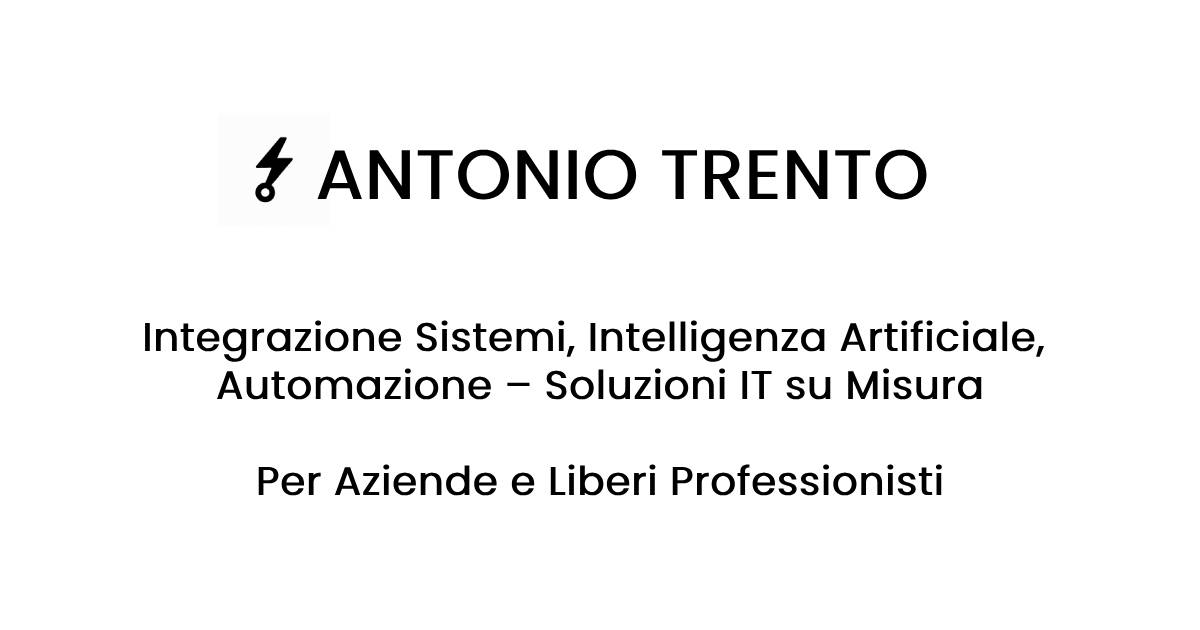 ANTONIO TRENTO
Integrazione Sistemi, Intelligenza Artificiale,
Automazione – Soluzioni IT su Misura
Per Aziende e Liberi Professionisti